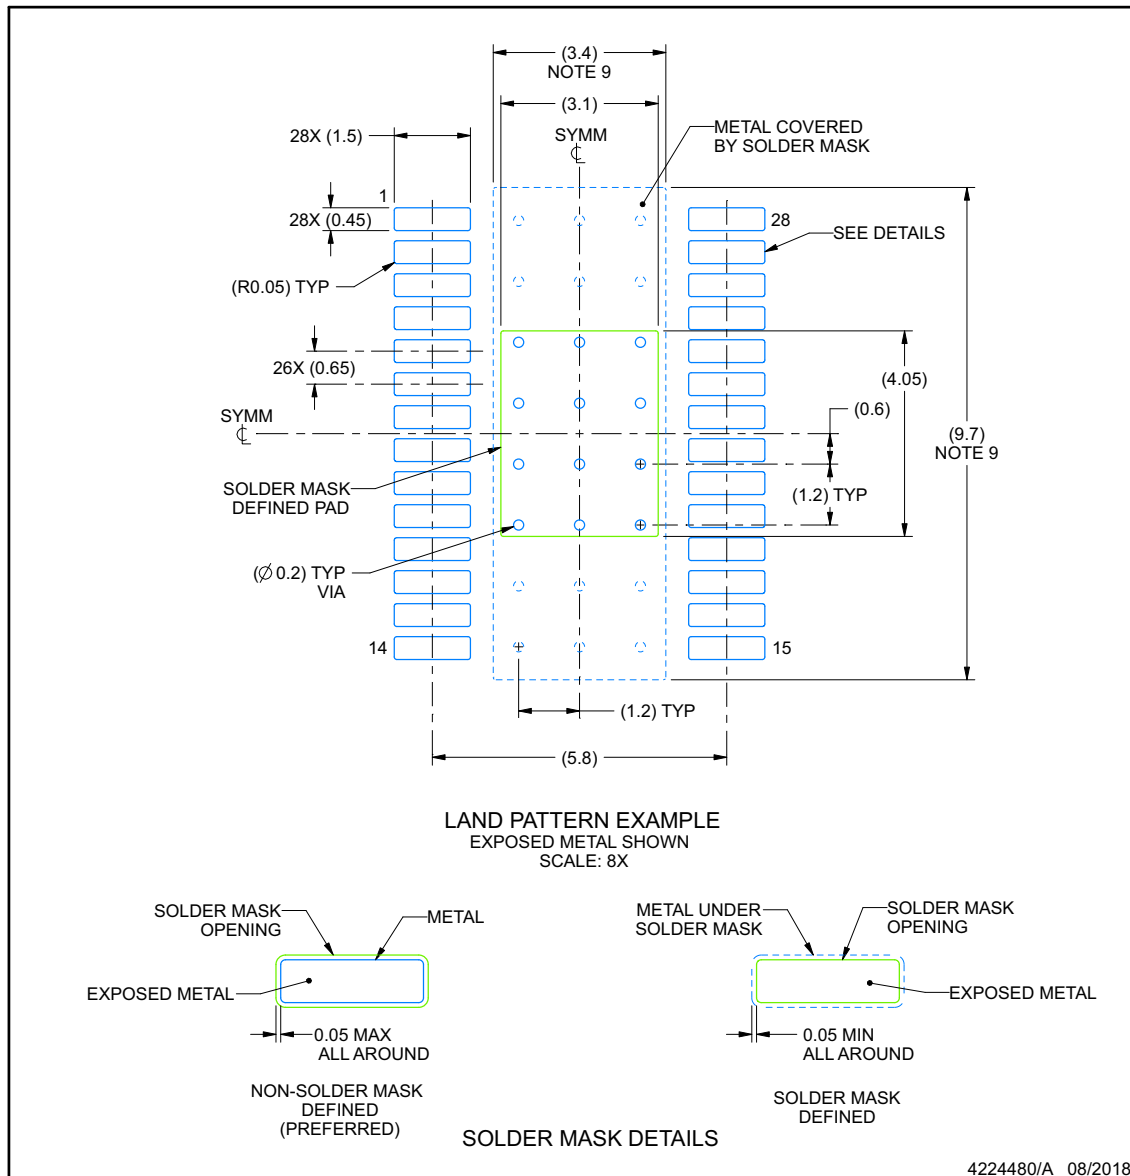 (3.4)
NOTE 9
(3.1)
SYMM
METAL COVERED
BY SOLDER MASK
28X (1.5)
1
28X (0.45)
28
SEE DETAILS
(R0.05) TYP
26X (0.65)
(4.05)
(0.6)
SYMM
(9.7)
NOTE 9
SOLDER MASK
DEFINED PAD
(1.2) TYP
(Ø 0.2) TYP
VIA
14
15
(1.2) TYP
(5.8)
LAND PATTERN EXAMPLE
EXPOSED METAL SHOWN
SCALE: 8X
SOLDER MASK
OPENING
METAL
EXPOSED METAL
0.05 MAX
ALL AROUND
NON-SOLDER MASK
DEFINED
(PREFERRED)
METAL UNDER
SOLDER MASK
SOLDER MASK
OPENING
EXPOSED METAL
0.05 MIN
ALL AROUND
SOLDER MASK
DEFINED
SOLDER MASK DETAILS
4224480/A 08/2018